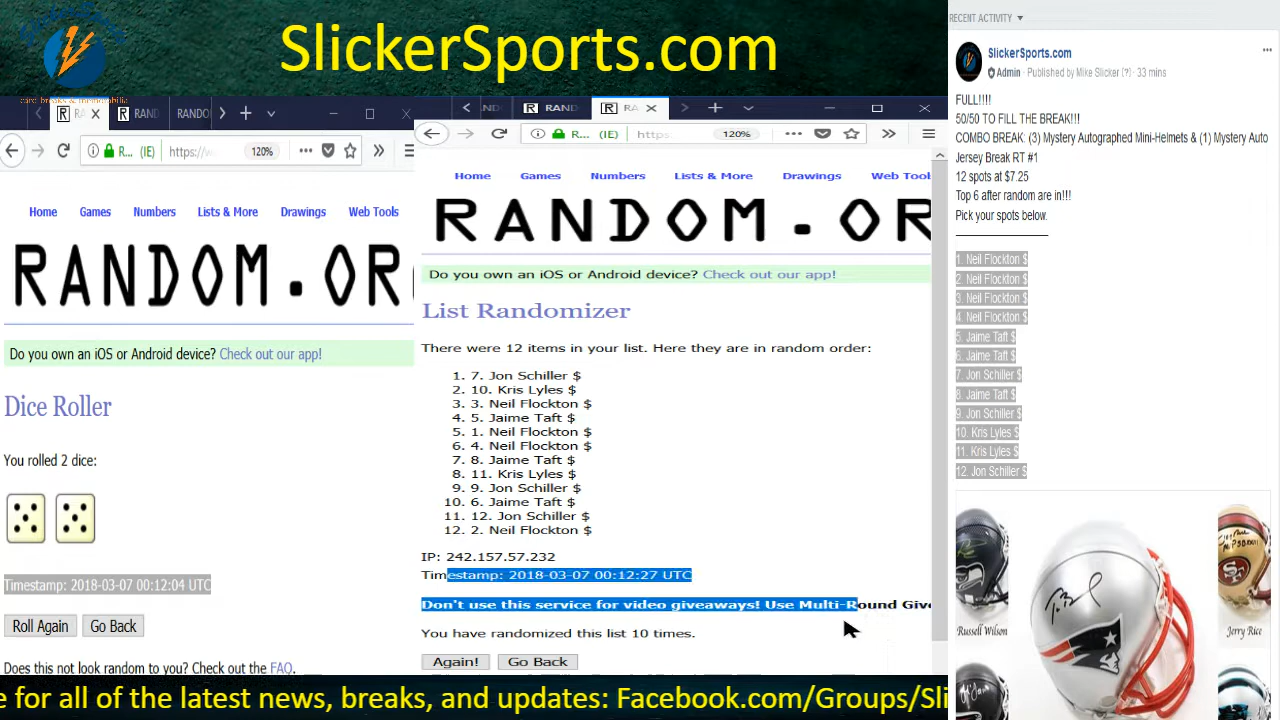 SlickerSports.com
card breaks & memorabilia
RAND
RANDO
R... (IE)
https://w
120%
Home Games Numbers Lists & More Drawings Web Tools
RANDOM.OR
Do you own an iOS or Android device? Check out our app!
Dice Roller
You rolled 2 dice:
Timestamp: 2018-03-07 00:12:04 UTC
Roll Again Go Back
Does this not look random to you? Check out the FAQ.
RAND
RA
R... (IE)
https:
120%
Home Games Numbers Lists & More Drawings Web Tools
RANDOM.OR
Do you own an iOS or Android device? Check out our app!
List Randomizer
There were 12 items in your list. Here they are in random order:
1. 7. Jon Schiller $
2. 10. Kris Lyles $
3. 3. Neil Flockton $
4. 5. Jaime Taft $
5. 1. Neil Flockton $
6. 4. Neil Flockton $
7. 8. Jaime Taft $
8. 11. Kris Lyles $
9. 9. Jon Schiller $
10. 6. Jaime Taft $
11. 12. Jon Schiller $
12. 2. Neil Flockton $
IP: 242.157.57.232
Timestamp: 2018-03-07 00:12:27 UTC
Don't use this service for video giveaways! Use Multi-Round Give
You have randomized this list 10 times.
Again! Go Back
RECENT ACTIVITY
SlickerSports.com
Admin · Published by Mike Slicker [?] · 33 mins
FULL!!!!
50/50 TO FILL THE BREAK!!!
COMBO BREAK: (3) Mystery Autographed Mini-Helmets & (1) Mystery Auto
Jersey Break RT #1
12 spots at $7.25
Top 6 after random are in!!!
Pick your spots below.
1. Neil Flockton $
2. Neil Flockton $
3. Neil Flockton $
4. Neil Flockton $
5. Jaime Taft $
6. Jaime Taft $
7. Jon Schiller $
8. Jaime Taft $
9. Jon Schiller $
10. Kris Lyles $
11. Kris Lyles $
12. Jon Schiller $
Russell Wilson
Jerry Rice
e for all of the latest news, breaks, and updates: Facebook.com/Groups/Sli